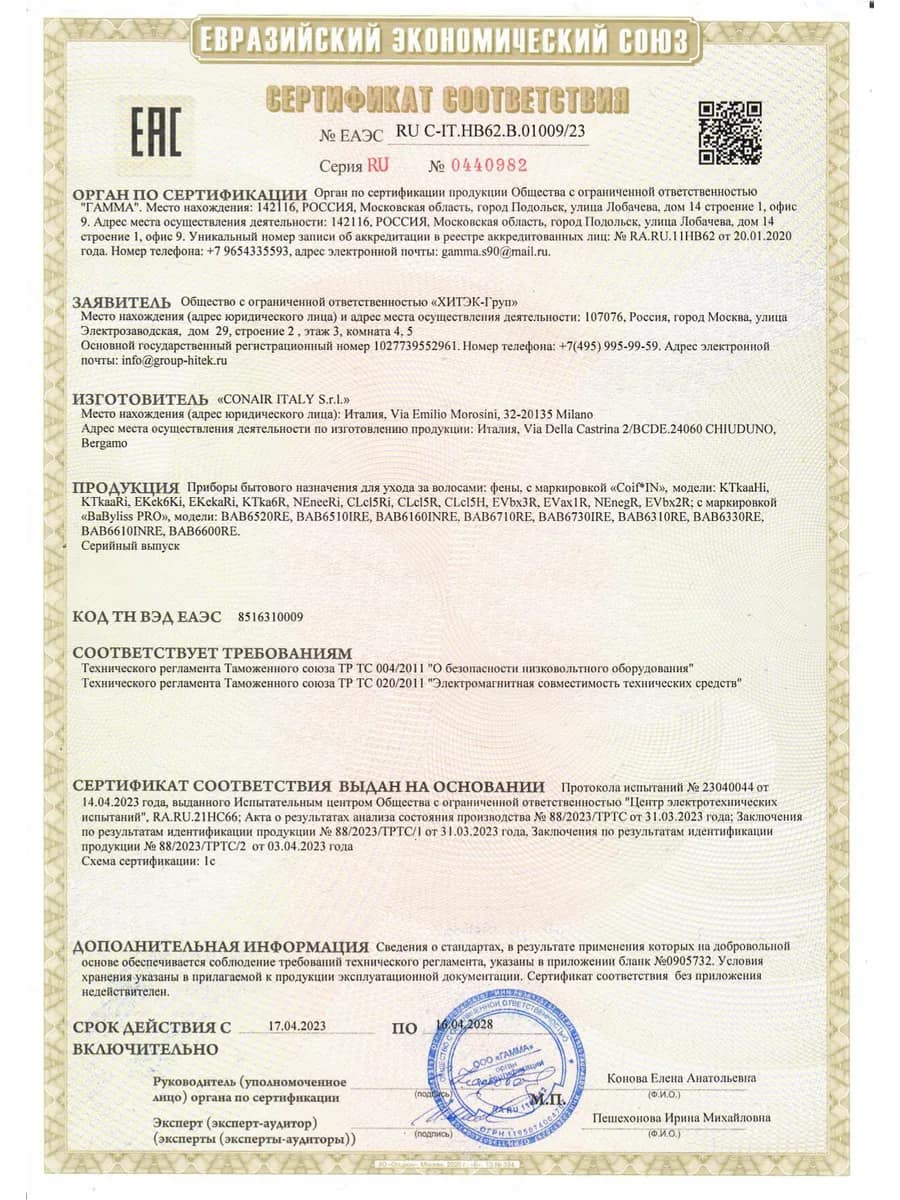 ЕВРАЗИЙСКИЙ ЭКОНОМИЧЕСКИЙ СОЮЗ
СЕРТИФИКАТ СООТВЕТСТВИЯ
ЕАС
№ ЕАЭС RU С-IT.НВ62.В.01009/23
Серия RU № 0440982
ОРГАН ПО СЕРТИФИКАЦИИ Орган по сертификации продукции Общества с ограниченной ответственностью
"ГАММА". Место нахождения: 142116, РОССИЯ, Московская область, город Подольск, улица Лобачева, дом 14 строение 1, офис
9. Адрес места осуществления деятельности: 142116, РОССИЯ, Московская область, город Подольск, улица Лобачева, дом 14
строение 1, офис 9. Уникальный номер записи об аккредитации в реестре аккредитованных лиц: № RA.RU.11НВ62 от 20.01.2020
года. Номер телефона: +7 9654335593, адрес электронной почты: gamma.s90@mail.ru.
ЗАЯВИТЕЛЬ Общество с ограниченной ответственностью «ХИТЭК-Груп»
Место нахождения (адрес юридического лица) и адрес места осуществления деятельности: 107076, Россия, город Москва, улица
Электрозаводская, дом 29, строение 2 , этаж 3, комната 4, 5
Основной государственный регистрационный номер 1027739552961. Номер телефона: +7(495) 995-99-59. Адрес электронной
почты: info@group-hitek.ru
ИЗГОТОВИТЕЛЬ «CONAIR ITALY S.r.l.»
Место нахождения (адрес юридического лица): Италия, Via Emilio Morosini, 32-20135 Milano
Адрес места осуществления деятельности по изготовлению продукции: Италия, Via Della Castrina 2/BCDE.24060 CHIUDUNO,
Bergamo
ПРОДУКЦИЯ Приборы бытового назначения для ухода за волосами: фены, с маркировкой «Coif*IN», модели: KTkaaHi,
KTkaaRi, EKek6Ki, EKekaRi, KTka6R, NEneeRi, CLcl5Ri, CLcl5R, CLcl5H, EVbx3R, EVax1R, NEnegR, EVbx2R; с маркировкой
«BaByliss PRO», модели: BAB6520RE, BAB6510IRE, BAB6160INRE, BAB6710RE, BAB6730IRE, BAB6310RE, BAB6330RE,
BAB6610INRE, BAB6600RE.
Серийный выпуск
КОД ТН ВЭД ЕАЭС 8516310009
СООТВЕТСТВУЕТ ТРЕБОВАНИЯМ
Технического регламента Таможенного союза ТР ТС 004/2011 "О безопасности низковольтного оборудования"
Технического регламента Таможенного союза ТР ТС 020/2011 "Электромагнитная совместимость технических средств"
СЕРТИФИКАТ СООТВЕТСТВИЯ ВЫДАН НА ОСНОВАНИИ Протокола испытаний № 23040044 от
14.04.2023 года, выданного Испытательным центром Общества с ограниченной ответственностью "Центр электротехнических
испытаний", RA.RU.21НС66; Акта о результатах анализа состояния производства № 88/2023/ТРТС от 31.03.2023 года; Заключения
по результатам идентификации продукции № 88/2023/ТРТС/1 от 31.03.2023 года, Заключения по результатам идентификации
продукции № 88/2023/ТРТС/2 от 03.04.2023 года
Схема сертификации: 1с
ДОПОЛНИТЕЛЬНАЯ ИНФОРМАЦИЯ Сведения о стандартах, в результате применения которых на добровольной
основе обеспечивается соблюдение требований технического регламента, указаны в приложении бланк №0905732. Условия
хранения указаны в прилагаемой к продукции эксплуатационной документации. Сертификат соответствия без приложения
недействителен.
СРОК ДЕЙСТВИЯ С 17.04.2023 ПО 16.04.2028
ВКЛЮЧИТЕЛЬНО
ООО «ГАММА»
орган
Руководитель (уполномоченное
лицо) органа по сертификации
(подпись)
М.П.
Конова Елена Анатольевна
(Ф.И.О.)
Эксперт (эксперт-аудитор)
(эксперты (эксперты-аудиторы))
(подпись)
Пешехонова Ирина Михайловна
(Ф.И.О.)